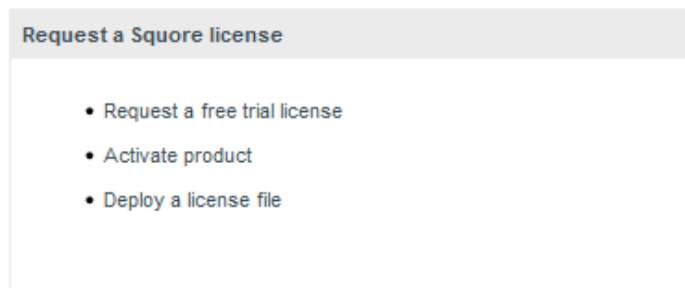 Request a Squore license
• Request a free trial license
• Activate product
• Deploy a license file